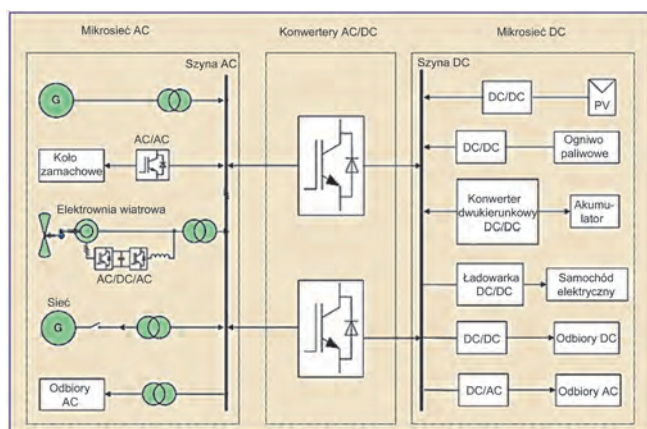 Mikrosieć AC
Konwertery AC/DC
Mikrosieć DC
Szyna AC
G
AC/AC
Koło
zamachowe
Elektrownia wiatrowa
AC/DC/AC
Sieć
G
Odbiory
AC
Szyna DC
DC/DC
PV
DC/DC
Ogniwo
paliwowe
Konwerter
dwukierunkowy
DC/DC
Akumu-
lator
Ładowarka
DC/DC
Samochód
elektryczny
DC/DC
Odbiory DC
DC/AC
Odbiory AC